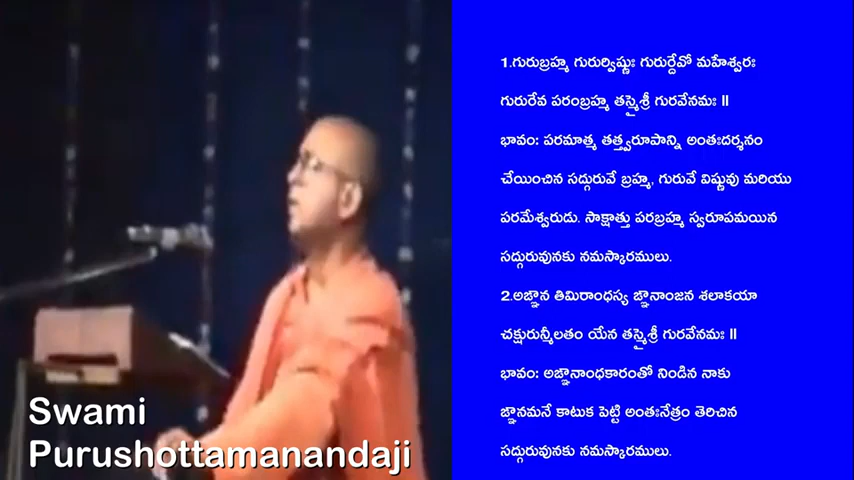 Swami
Purushottamanandaji
1.గురుబ్రహ్మ గురుర్విష్ణుః గురుర్దేవో మహేశ్వరః
గురురేవ పరంబ్రహ్మ తస్మైశ్రీ గురవేనమః ll
భావం: పరమాత్మ తత్త్వరూపాన్ని అంతఃదర్శనం
చేయించిన సద్గురువే బ్రహ్మ, గురువే విష్ణువు మరియు
పరమేశ్వరుడు. సాక్షాత్తు పరబ్రహ్మ స్వరూపమయిన
సద్గురువునకు నమస్కారములు.
2.అజ్ఞాన తిమిరాంధస్య జ్ఞానాంజన శలాకయా
చక్షురున్మీలతం యేన తస్మైశ్రీ గురవేనమః ll
భావం: అజ్ఞానాంధకారంతో నిండిన నాకు
జ్ఞానమనే కాటుక పెట్టి అంతఃనేత్రం తెరిచిన
సద్గురువునకు నమస్కారములు.